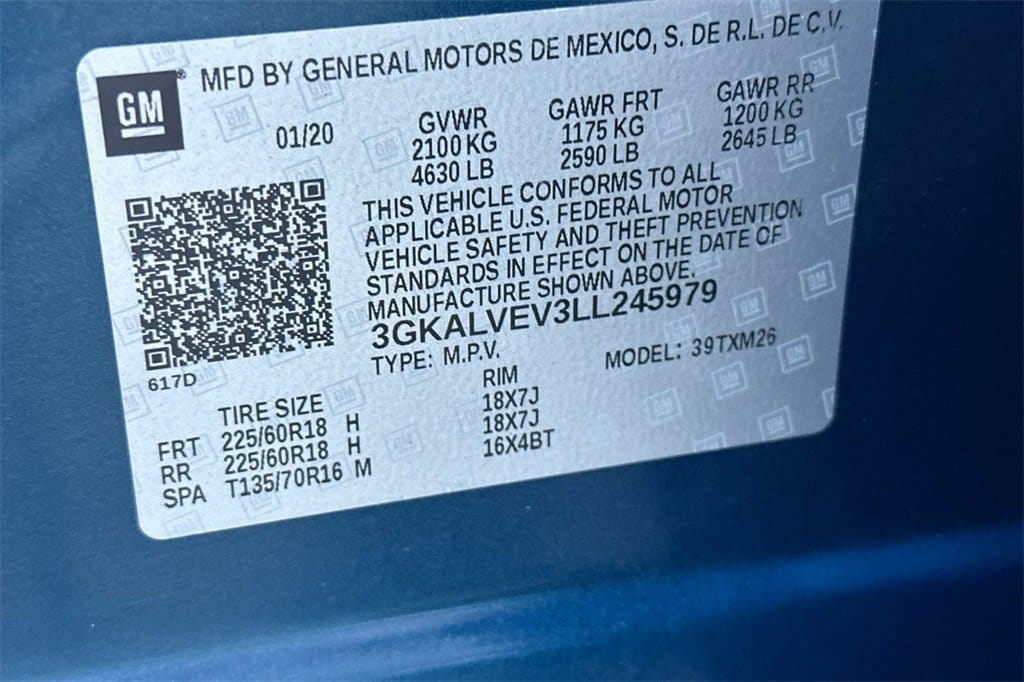 GM
MFD BY GENERAL MOTORS DE MEXICO, S. DE R.L. DE C.V.
01/20
GVWR GAWR FRT GAWR RR
2100 KG 1175 KG 1200 KG
4630 LB 2590 LB 2645 LB
THIS VEHICLE CONFORMS TO ALL
APPLICABLE U.S. FEDERAL MOTOR
VEHICLE SAFETY AND THEFT PREVENTION
STANDARDS IN EFFECT ON THE DATE OF
MANUFACTURE SHOWN ABOVE.
3GKALVEV3LL245979
TYPE: M.P.V. MODEL: 39TXM26
617D
TIRE SIZE RIM
FRT 225/60R18 H 18X7J
RR 225/60R18 H 18X7J
SPA T135/70R16 M 16X4BT